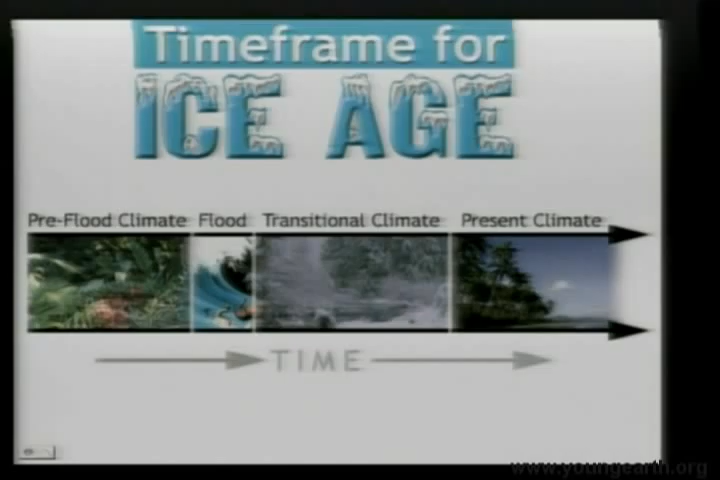 Timeframe for
ICE AGE
Pre-Flood Climate Flood Transitional Climate Present Climate
TIME
www.youngearth.org